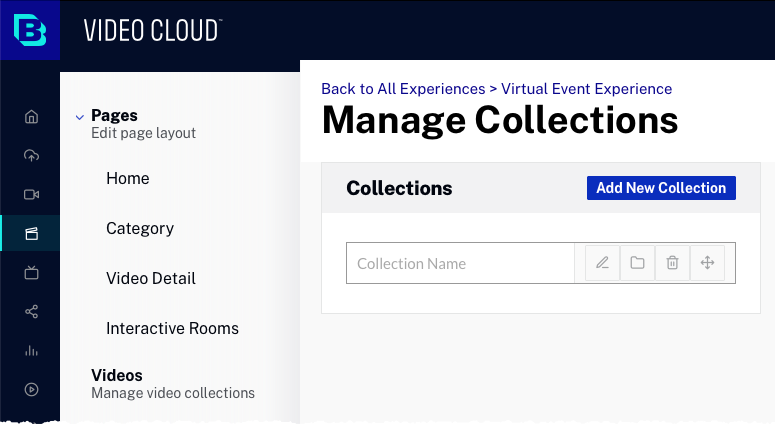 VIDEO CLOUD™
Pages
Edit page layout
Home
Category
Video Detail
Interactive Rooms
Videos
Manage video collections
Back to All Experiences > Virtual Event Experience
Manage Collections
Collections
Add New Collection
Collection Name